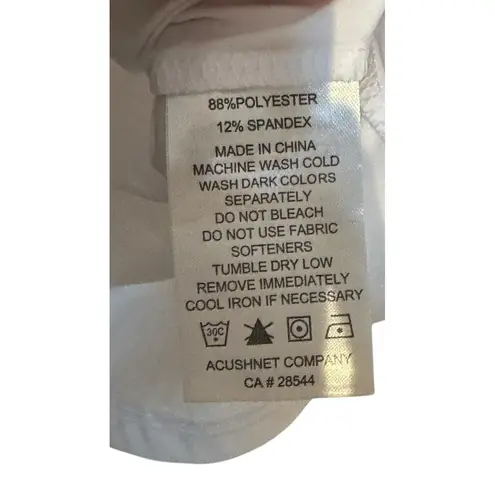 88%POLYESTER
12% SPANDEX
MADE IN CHINA
MACHINE WASH COLD
WASH DARK COLORS
SEPARATELY
DO NOT BLEACH
DO NOT USE FABRIC
SOFTENERS
TUMBLE DRY LOW
REMOVE IMMEDIATELY
COOL IRON IF NECESSARY
30C
ACUSHNET COMPANY
CA # 28544